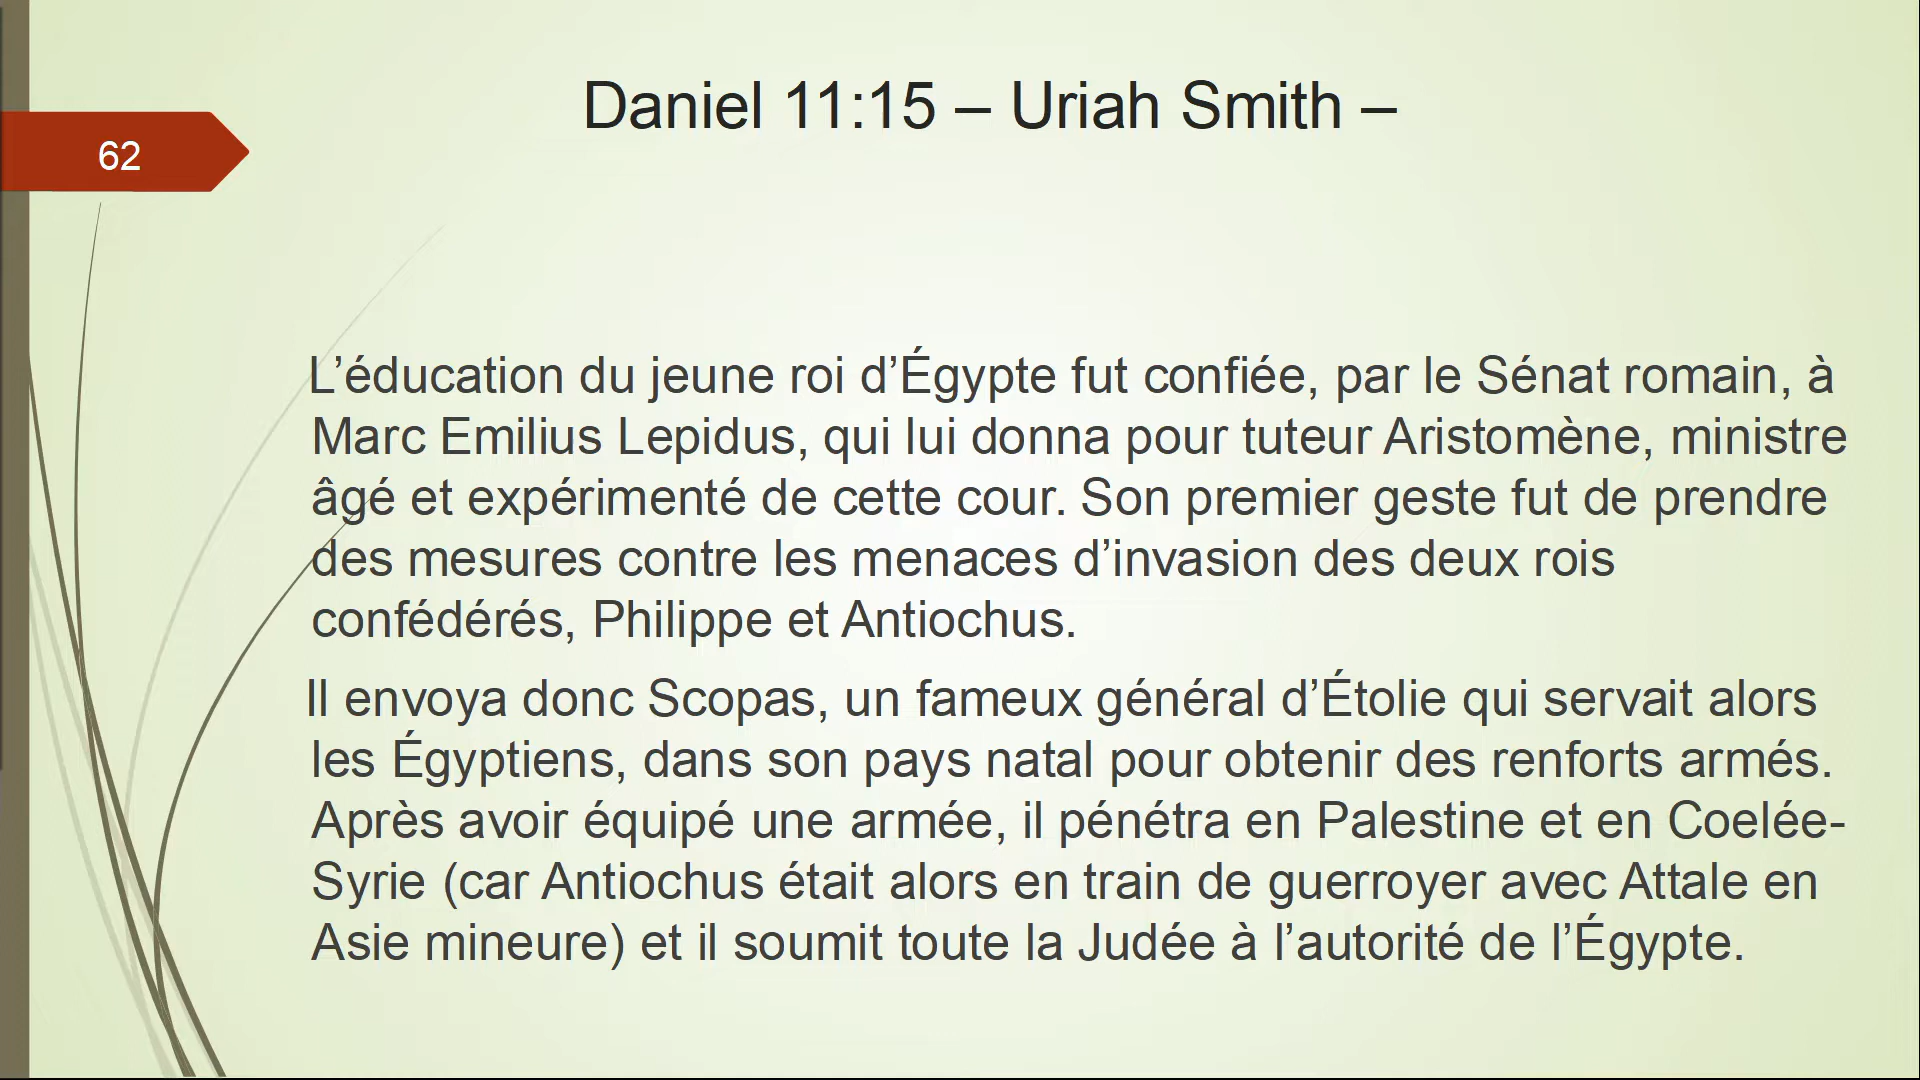 Daniel 11:15 – Uriah Smith –
62
L’éducation du jeune roi d’Égypte fut confiée, par le Sénat romain, à
Marc Emilius Lepidus, qui lui donna pour tuteur Aristomène, ministre
âgé et expérimenté de cette cour. Son premier geste fut de prendre
des mesures contre les menaces d’invasion des deux rois
confédérés, Philippe et Antiochus.
Il envoya donc Scopas, un fameux général d’Étolie qui servait alors
les Égyptiens, dans son pays natal pour obtenir des renforts armés.
Après avoir équipé une armée, il pénétra en Palestine et en Coelée-
Syrie (car Antiochus était alors en train de guerroyer avec Attale en
Asie mineure) et il soumit toute la Judée à l’autorité de l’Égypte.